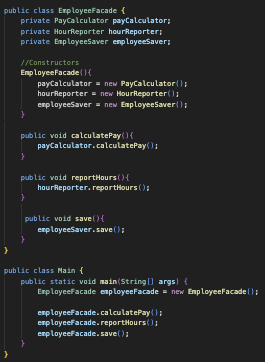 public class EmployeeFacade {
    private PayCalculator payCalculator;
    private HourReporter hourReporter;
    private EmployeeSaver employeeSaver;

    //Constructors
    EmployeeFacade(){
        payCalculator = new PayCalculator();
        hourReporter = new HourReporter();
        employeeSaver = new EmployeeSaver();
    }

    public void calculatePay(){
        payCalculator.calculatePay();
    }

    public void reportHours(){
        hourReporter.reportHours();
    }

     public void save(){
        employeeSaver.save();
    }
}

public class Main {
    public static void main(String[] args) {
        EmployeeFacade employeeFacade = new EmployeeFacade();

        employeeFacade.calculatePay();
        employeeFacade.reportHours();
        employeeFacade.save();
    }
}